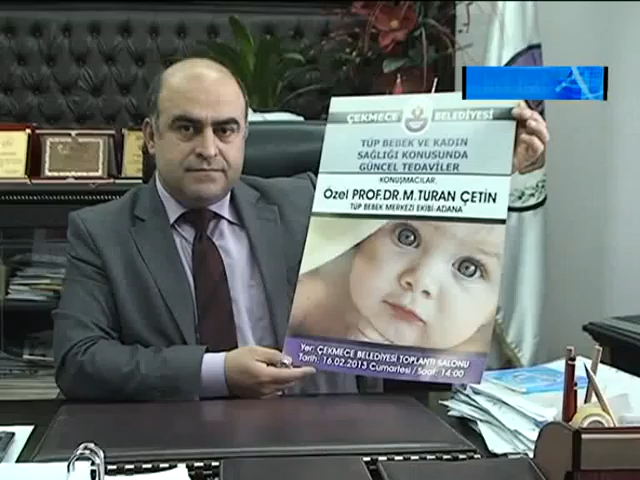 ÇEKMECE BELEDİYESİ
TÜP BEBEK VE KADIN
SAĞLIĞI KONUSUNDA
GÜNCEL TEDAVİLER
KONUŞMACILAR,
Özel PROF.DR.M.TURAN ÇETİN
TÜP BEBEK MERKEZİ EKİBİ-ADANA
Yer: ÇEKMECE BELEDİYESİ TOPLANTI SALONU
Tarih: 16.02.2013 Cumartesi / Saat: 14:00